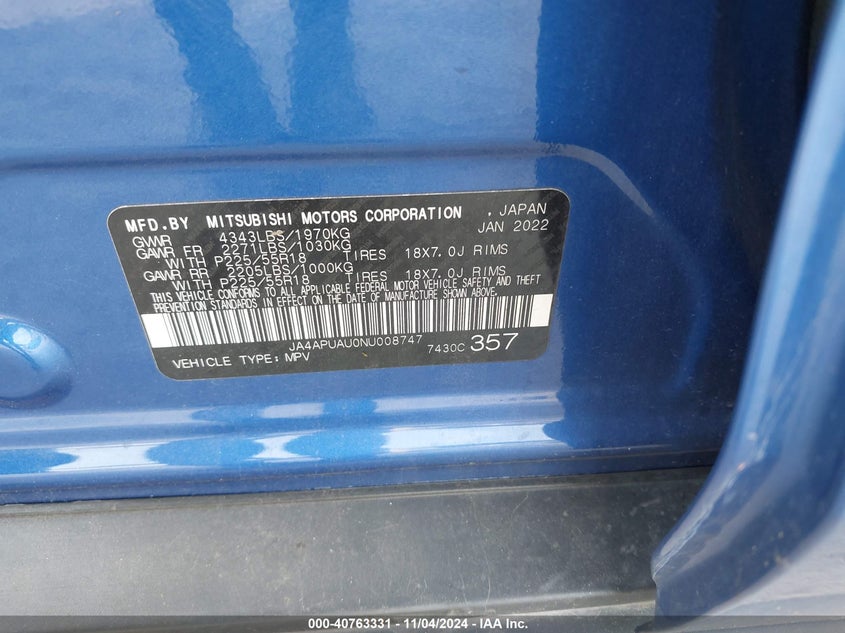 MFD.BY MITSUBISHI MOTORS CORPORATION , JAPAN
GVWR 4343LBS/1970KG JAN 2022
GAWR FR 2271LBS/1030KG
WITH P225/55R18 TIRES 18X7.0J RIMS
GAWR RR 2205LBS/1000KG
WITH P225/55R18 TIRES 18X7.0J RIMS
THIS VEHICLE CONFORMS TO ALL APPLICABLE FEDERAL MOTOR VEHICLE SAFETY AND THEFT
PREVENTION STANDARDS IN EFFECT ON THE DATE OF MANUFACTURE SHOWN ABOVE.
JA4APUAU0NU008747 7430C 357
VEHICLE TYPE: MPV
000-40763331 - 11/04/2024 - IAA Inc.